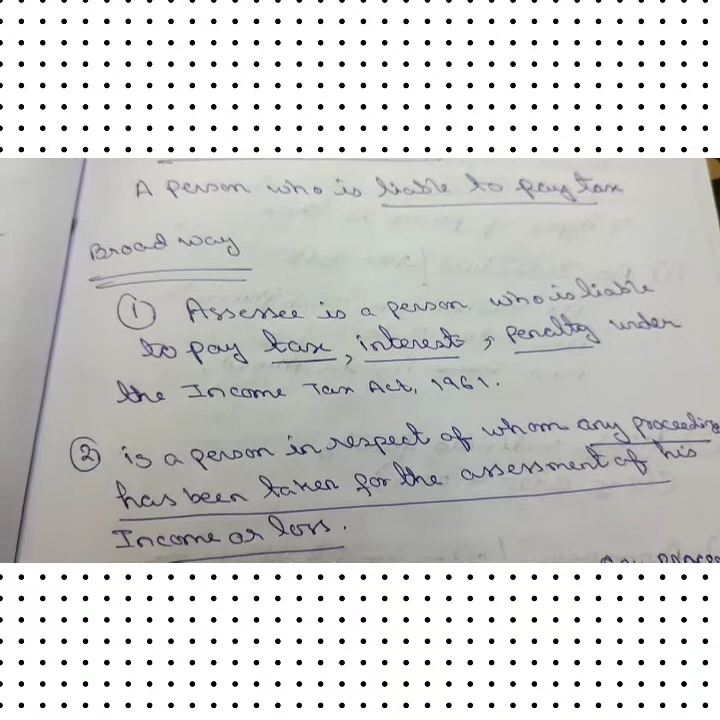 A person who is liable to pay tax
Broad way
① Assessee is a person who is liable
to pay tax, interest, penalty under
the Income Tax Act, 1961.
② is a person in respect of whom any proceeding
has been taken for the assessment of his
Income or loss.